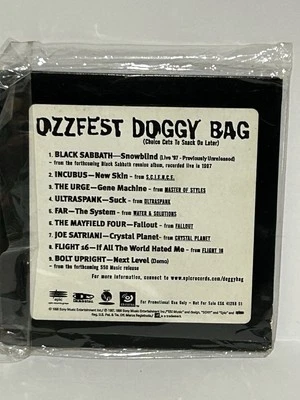 OZZFEST DOGGY BAG
(Choice Cuts To Snack On Later)
1. BLACK SABBATH—Snowblind (Live '97 - Previously Unreleased)
- from the forthcoming Black Sabbath reunion album, recorded live in 1997
2. INCUBUS—New Skin - from S.C.I.E.N.C.E.
3. THE URGE—Gene Machine - from MASTER OF STYLES
4. ULTRASPANK—Suck - from ULTRASPANK
5. FAR—The System - from WATER & SOLUTIONS
6. THE MAYFIELD FOUR—Fallout - from FALLOUT
7. JOE SATRIANI—Crystal Planet - from CRYSTAL PLANET
8. FLIGHT 16—If All The World Hated Me - from FLIGHT 16
9. BOLT UPRIGHT—Next Level (Demo)
- from the forthcoming 550 Music release
For more information, connect to www.epicrecords.com/doggybag
epic
For Promotional Use Only - Not For Sale